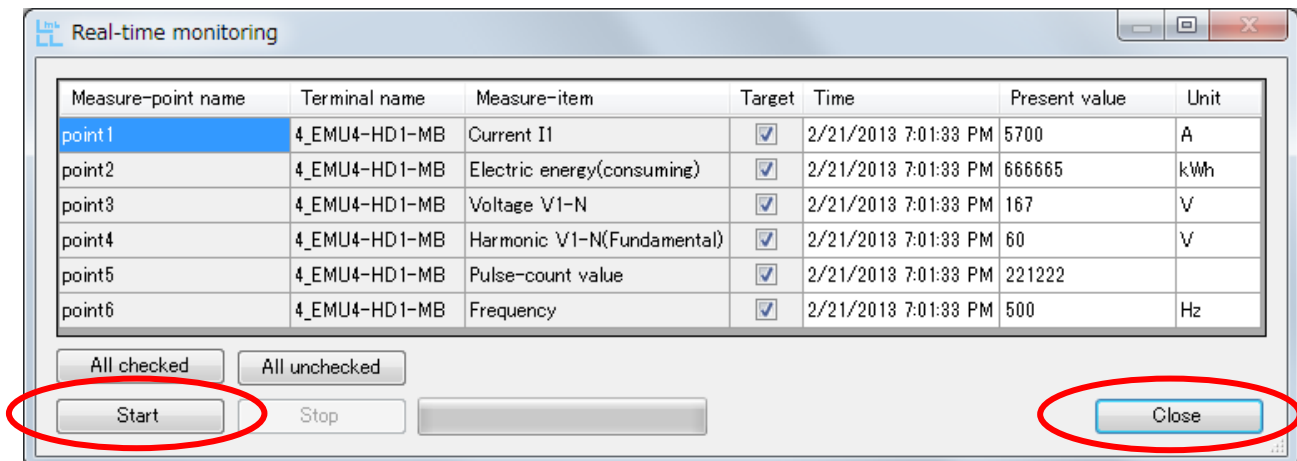 Real-time monitoring
Measure-point name Terminal name Measure-item Target Time Present value Unit
point1 4_EMU4-HD1-MB Current I1 2/21/2013 7:01:33 PM 5700 A
point2 4_EMU4-HD1-MB Electric energy(consuming) 2/21/2013 7:01:33 PM 666665 kWh
point3 4_EMU4-HD1-MB Voltage V1-N 2/21/2013 7:01:33 PM 167 V
point4 4_EMU4-HD1-MB Harmonic V1-N(Fundamental) 2/21/2013 7:01:33 PM 60 V
point5 4_EMU4-HD1-MB Pulse-count value 2/21/2013 7:01:33 PM 221222
point6 4_EMU4-HD1-MB Frequency 2/21/2013 7:01:33 PM 500 Hz
All checked All unchecked
Start Stop Close